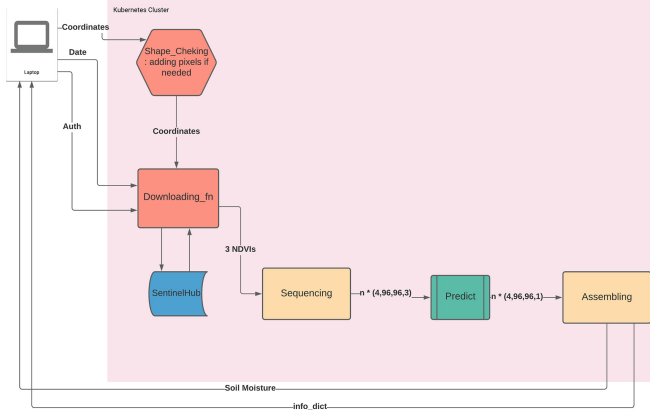 Kubernetes Cluster
Laptop
Coordinates
Date
Auth
Shape_Cheking
: adding pixels if
needed
Coordinates
Downloading_fn
SentinelHub
3 NDVIs
Sequencing
n * (4,96,96,3)
Predict
n * (4,96,96,1)
Assembling
Soil Moisture
info_dict